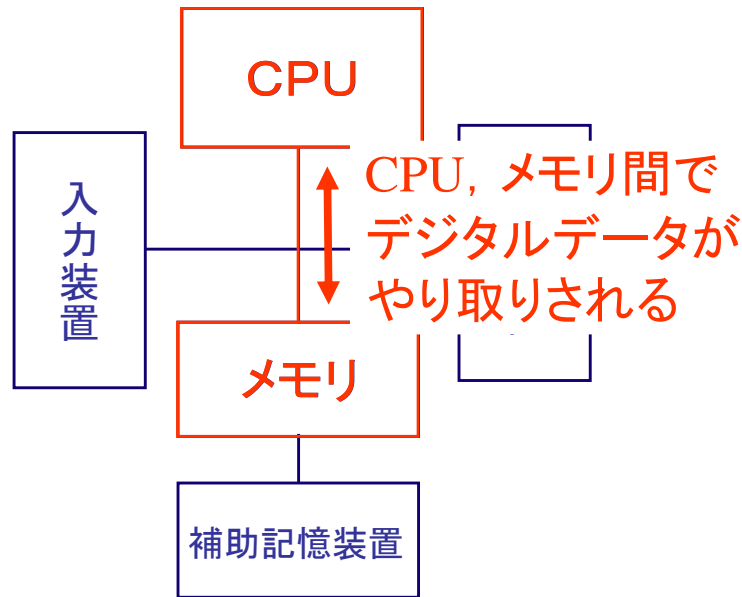 CPU
入力装置
CPU, メモリ間で
デジタルデータが
やり取りされる
メモリ
補助記憶装置